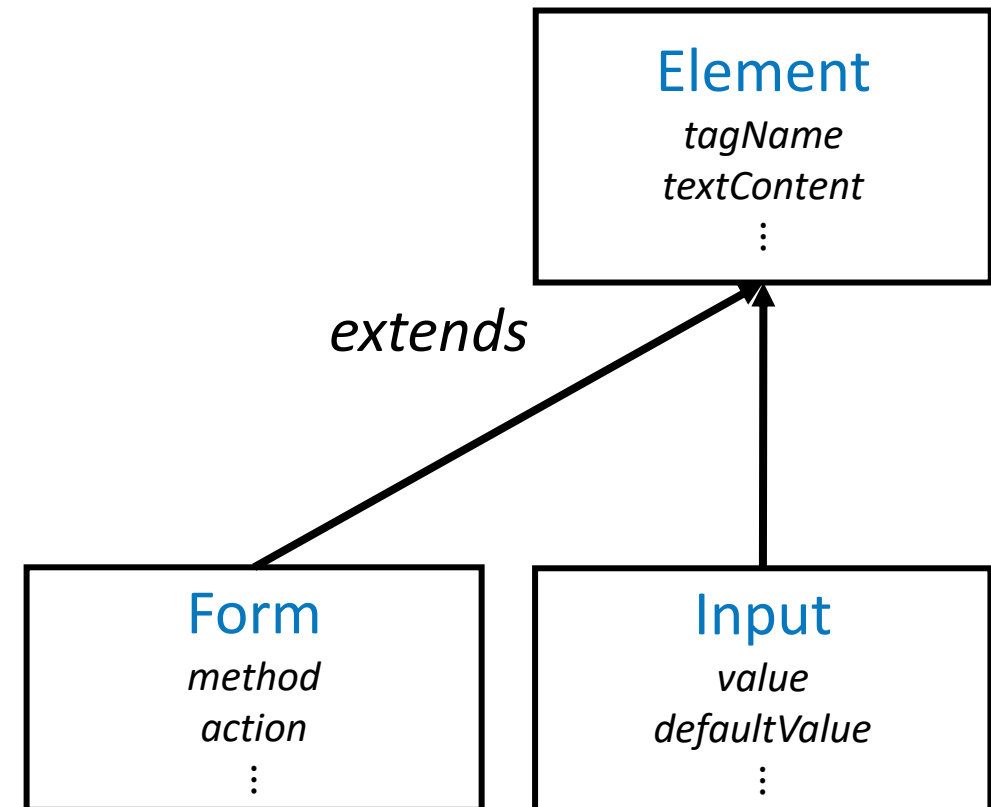 Element
tagName
textContent
⋮
extends
Form
method
action
⋮
Input
value
defaultValue
⋮